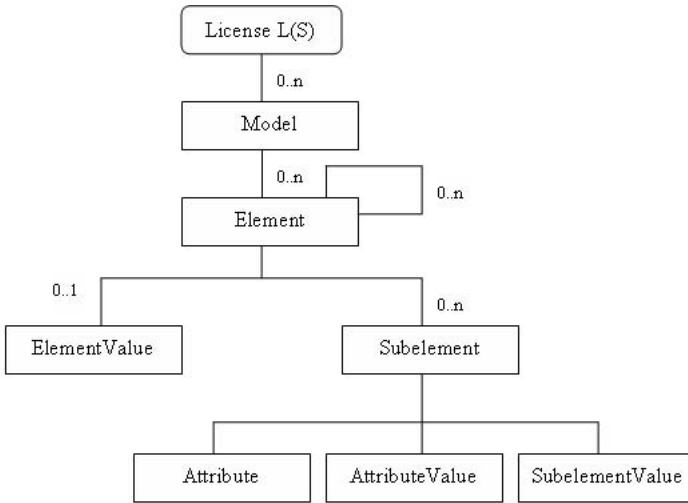 License L(S)
0..n
Model
0..n
0..n
Element
0..1
0..n
ElementValue
Subelement
Attribute
AttributeValue
SubelementValue